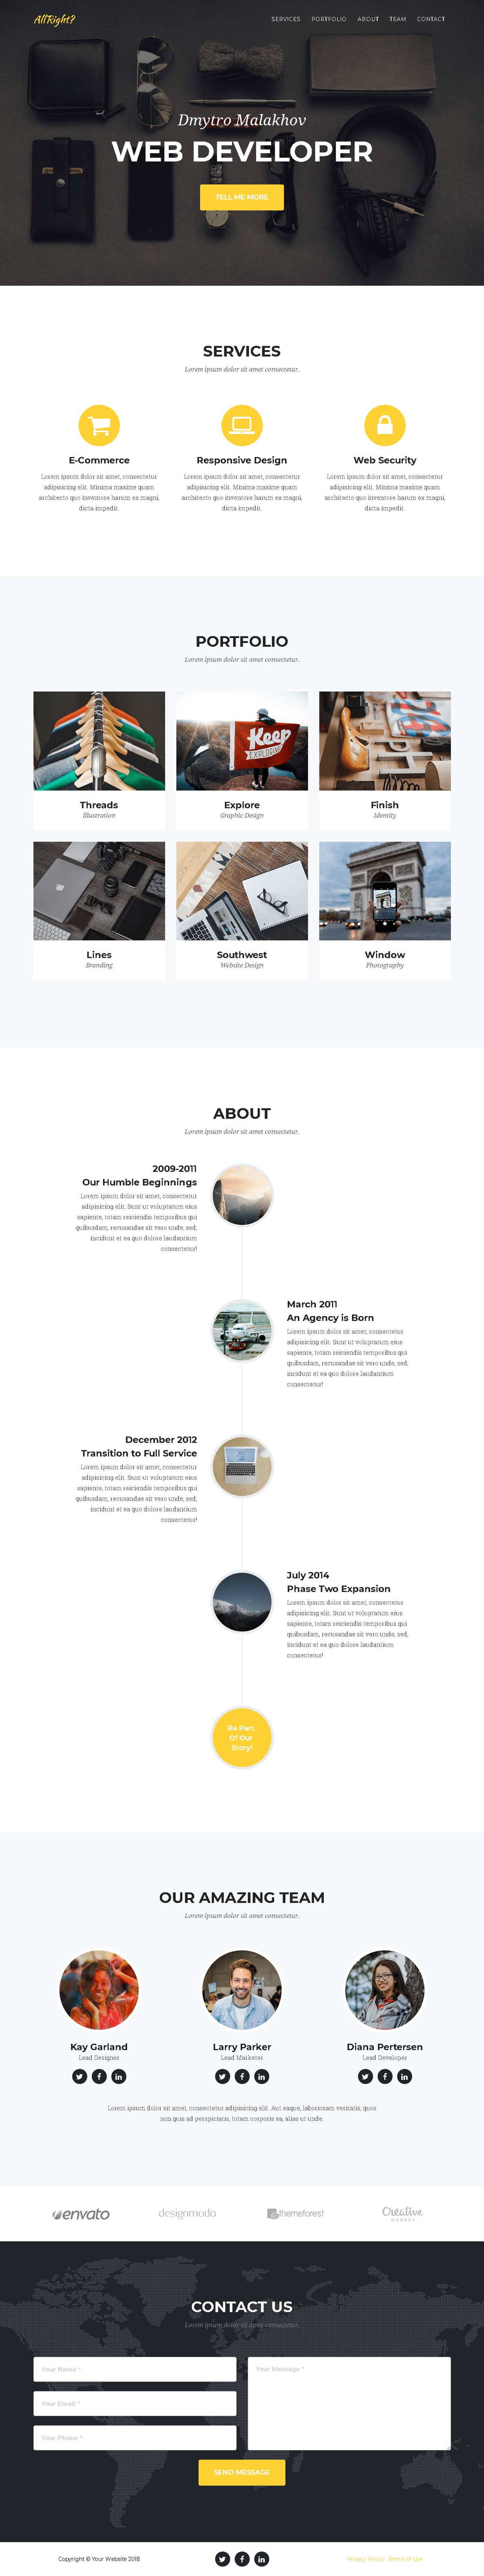 AllRight?
SERVICES PORTFOLIO ABOUT TEAM CONTACT
Dmytro Malakhov
WEB DEVELOPER
TELL ME MORE
SERVICES
Lorem ipsum dolor sit amet consectetur.
E-Commerce
Lorem ipsum dolor sit amet, consectetur
adipisicing elit. Minima maxime quam
architecto quo inventore harum ex magni,
dicta impedit.
Responsive Design
Lorem ipsum dolor sit amet, consectetur
adipisicing elit. Minima maxime quam
architecto quo inventore harum ex magni,
dicta impedit.
Web Security
Lorem ipsum dolor sit amet, consectetur
adipisicing elit. Minima maxime quam
architecto quo inventore harum ex magni,
dicta impedit.
PORTFOLIO
Lorem ipsum dolor sit amet consectetur.
Keep
EXPLORING
Threads
Illustration
Explore
Graphic Design
Finish
Identity
Lines
Branding
Southwest
Website Design
Window
Photography
ABOUT
Lorem ipsum dolor sit amet consectetur.
2009-2011
Our Humble Beginnings
Lorem ipsum dolor sit amet, consectetur
adipisicing elit. Sunt ut voluptatum eius
sapiente, totam reiciendis temporibus qui
quibusdam, recusandae sit vero unde, sed,
incidunt et ea quo dolore laudantium
consectetur!
March 2011
An Agency is Born
Lorem ipsum dolor sit amet, consectetur
adipisicing elit. Sunt ut voluptatum eius
sapiente, totam reiciendis temporibus qui
quibusdam, recusandae sit vero unde, sed,
incidunt et ea quo dolore laudantium
consectetur!
December 2012
Transition to Full Service
Lorem ipsum dolor sit amet, consectetur
adipisicing elit. Sunt ut voluptatum eius
sapiente, totam reiciendis temporibus qui
quibusdam, recusandae sit vero unde, sed,
incidunt et ea quo dolore laudantium
consectetur!
July 2014
Phase Two Expansion
Lorem ipsum dolor sit amet, consectetur
adipisicing elit. Sunt ut voluptatum eius
sapiente, totam reiciendis temporibus qui
quibusdam, recusandae sit vero unde, sed,
incidunt et ea quo dolore laudantium
consectetur!
Be Part
Of Our
Story!
OUR AMAZING TEAM
Lorem ipsum dolor sit amet consectetur.
Kay Garland
Lead Designer
Larry Parker
Lead Marketer
Diana Pertersen
Lead Developer
Lorem ipsum dolor sit amet, consectetur adipisicing elit. Aut eaque, laboriosam veritatis, quos
non quis ad perspiciatis, totam corporis ea, alias ut unde.
envato
designmodo
themeforest
Creative
MARKET
CONTACT US
Lorem ipsum dolor sit amet consectetur.
Your Name *
Your Email *
Your Phone *
Your Message *
SEND MESSAGE
Copyright © Your Website 2018
Privacy Policy Terms of Use